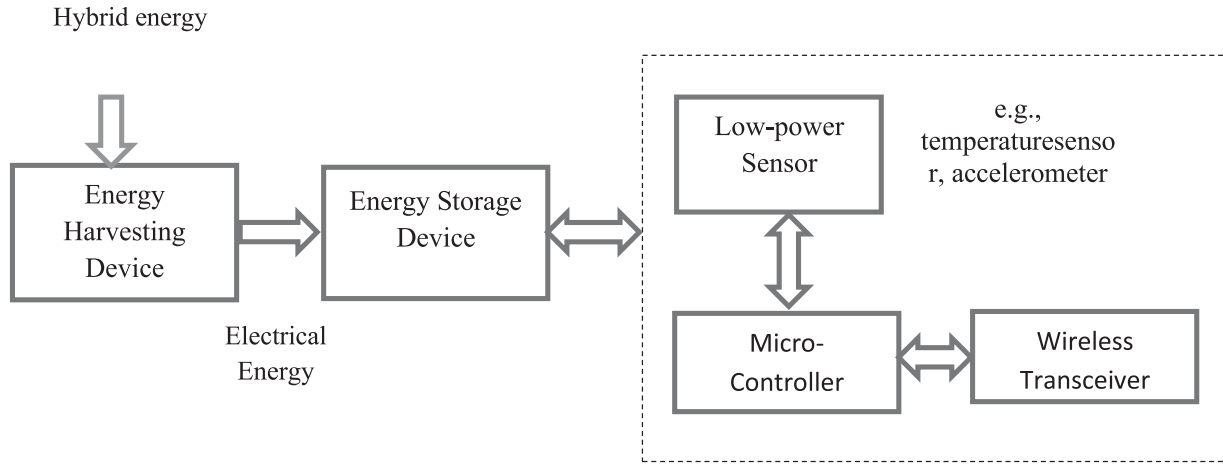 Hybrid energy
Energy
Harvesting
Device
Electrical
Energy
Energy Storage
Device
Low-power
Sensor
e.g.,
temperaturesenso
r, accelerometer
Micro-
Controller
Wireless
Transceiver